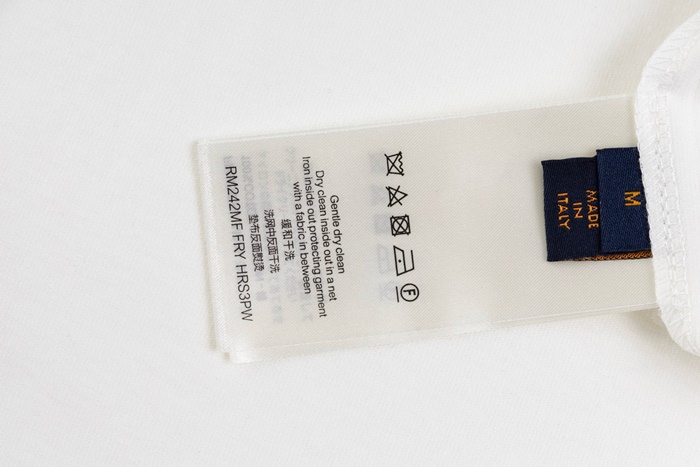 Gentle dry clean
Dry clean inside out in a net
Iron inside out protecting garment
with a fabric in between
缓和干洗
洗网中反面干洗
垫布反面熨烫
RM242MF FRY HRS3PW
F
MADE
IN
ITALY
M